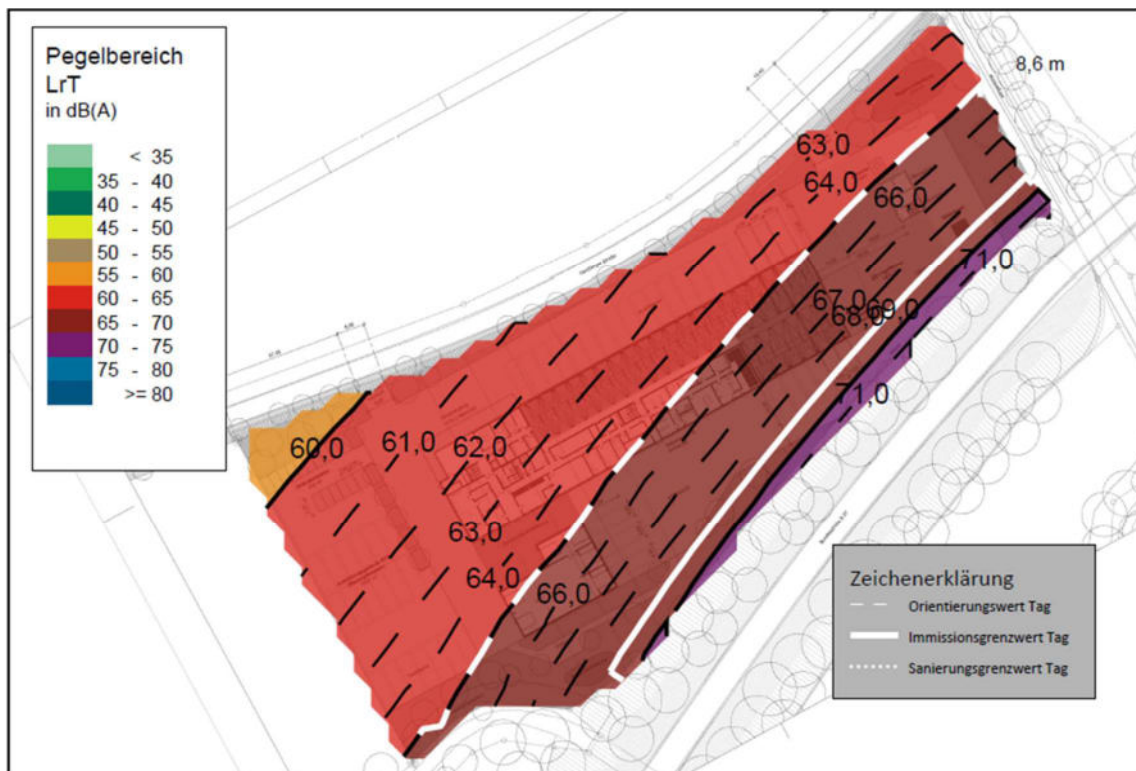 Pegelbereich
LrT
in dB(A)
< 35
35 - 40
40 - 45
45 - 50
50 - 55
55 - 60
60 - 65
65 - 70
70 - 75
75 - 80
>= 80
8,6 m
63,0
64,0
66,0
71,0
67,0
68,0
69,0
71,0
60,0
61,0
62,0
63,0
64,0
66,0
Zeichenerklärung
Orientierungswert Tag
Immissionsgrenzwert Tag
Sanierungsgrenzwert Tag